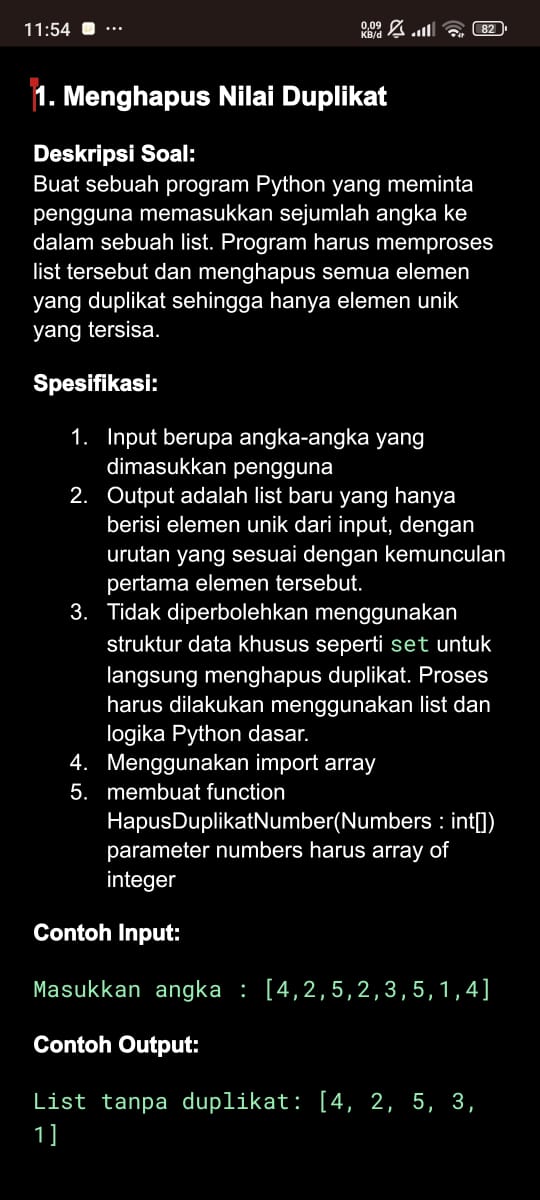 11:54 ...
0,09 KB/d 82
1. Menghapus Nilai Duplikat
Deskripsi Soal:
Buat sebuah program Python yang meminta
pengguna memasukkan sejumlah angka ke
dalam sebuah list. Program harus memproses
list tersebut dan menghapus semua elemen
yang duplikat sehingga hanya elemen unik
yang tersisa.
Spesifikasi:
1. Input berupa angka-angka yang
dimasukkan pengguna
2. Output adalah list baru yang hanya
berisi elemen unik dari input, dengan
urutan yang sesuai dengan kemunculan
pertama elemen tersebut.
3. Tidak diperbolehkan menggunakan
struktur data khusus seperti set untuk
langsung menghapus duplikat. Proses
harus dilakukan menggunakan list dan
logika Python dasar.
4. Menggunakan import array
5. membuat function
HapusDuplikatNumber(Numbers : int[])
parameter numbers harus array of
integer
Contoh Input:
Masukkan angka : [4,2,5,2,3,5,1,4]
Contoh Output:
List tanpa duplikat: [4, 2, 5, 3,
1]